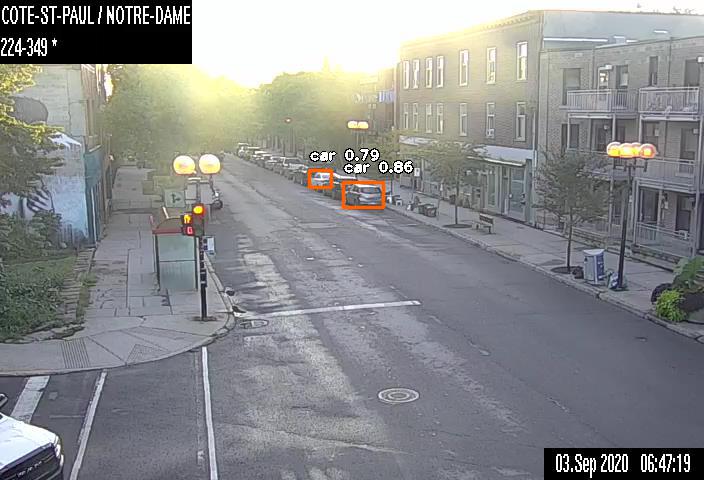 COTE-ST-PAUL / NOTRE-DAME
224-349 *
car 0.79
car 0.86
03.Sep 2020 06:47:19